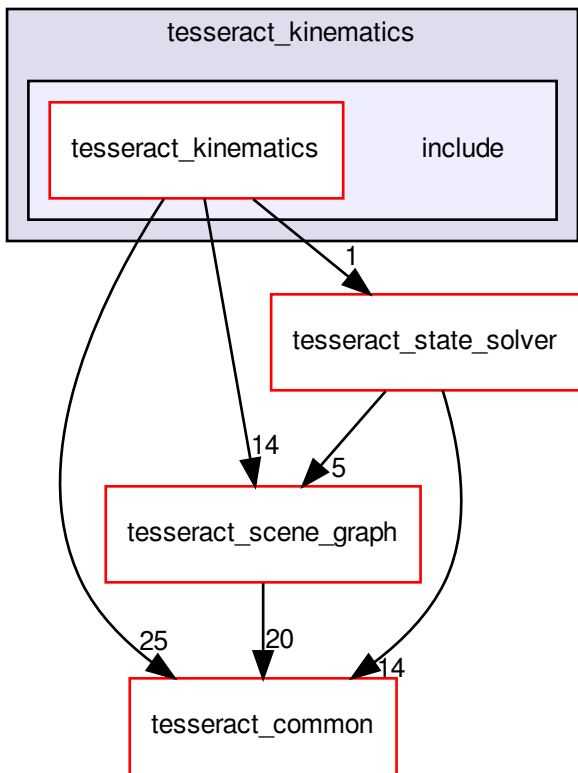 tesseract_kinematics
tesseract_kinematics
include
1
tesseract_state_solver
14
5
tesseract_scene_graph
25
20
14
tesseract_common